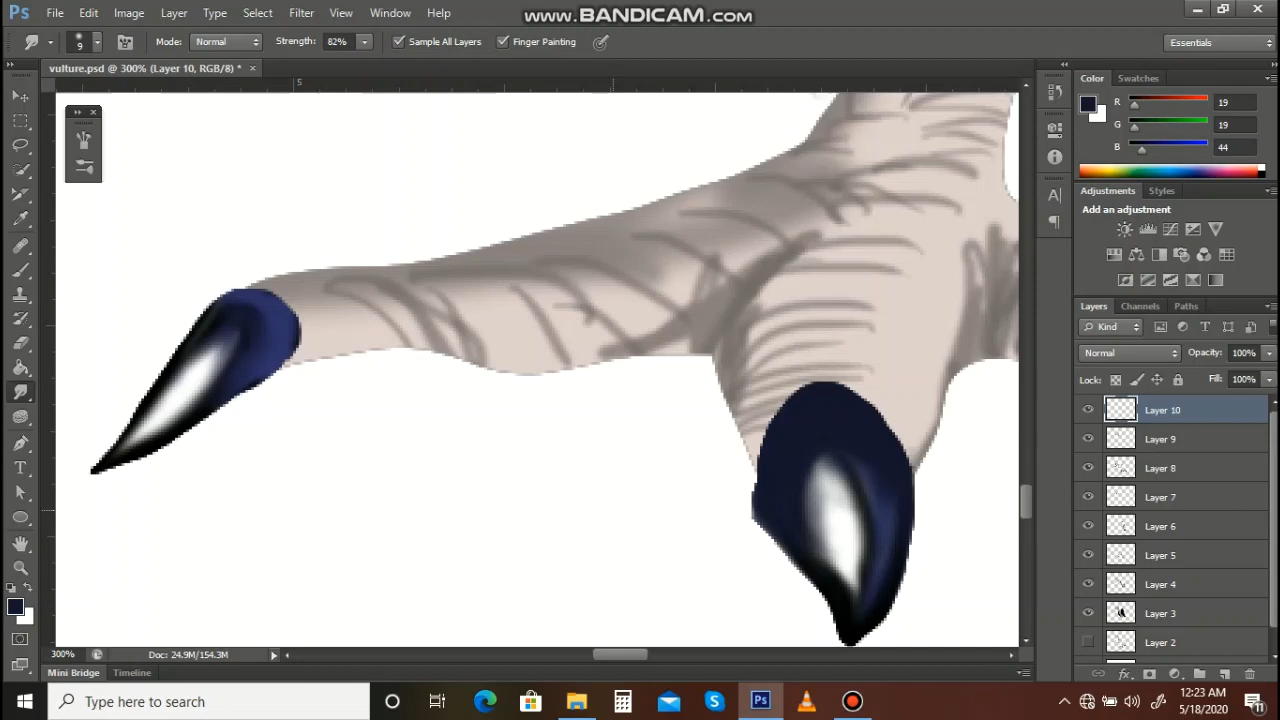 Ps File Edit Image Layer Type Select Filter View Window Help
www.BANDICAM.com
9 Mode: Normal Strength: 82% Sample All Layers Finger Painting Essentials
vulture.psd @ 300% (Layer 10, RGB/8) * ×
5
Color Swatches
R 19
G 19
B 44
Adjustments Styles
Add an adjustment
Layers Channels Paths
Kind
Normal Opacity: 100%
Lock: Fill: 100%
Layer 10
Layer 9
Layer 8
Layer 7
Layer 6
Layer 5
Layer 4
Layer 3
Layer 2
300% Doc: 24.9M/154.3M
Mini Bridge Timeline
Type here to search
12:23 AM
5/18/2020
11